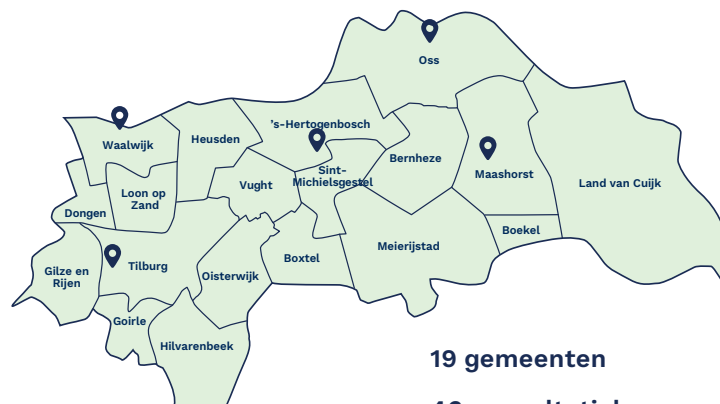 Oss
's-Hertogenbosch
Waalwijk
Heusden
Bernheze
Sint-
Michielsgestel
Maashorst
Land van Cuijk
Vught
Loon op
Zand
Dongen
Boekel
Meierijstad
Boxtel
Tilburg
Oisterwijk
Gilze en
Rijen
Goirle
Hilvarenbeek
19 gemeenten